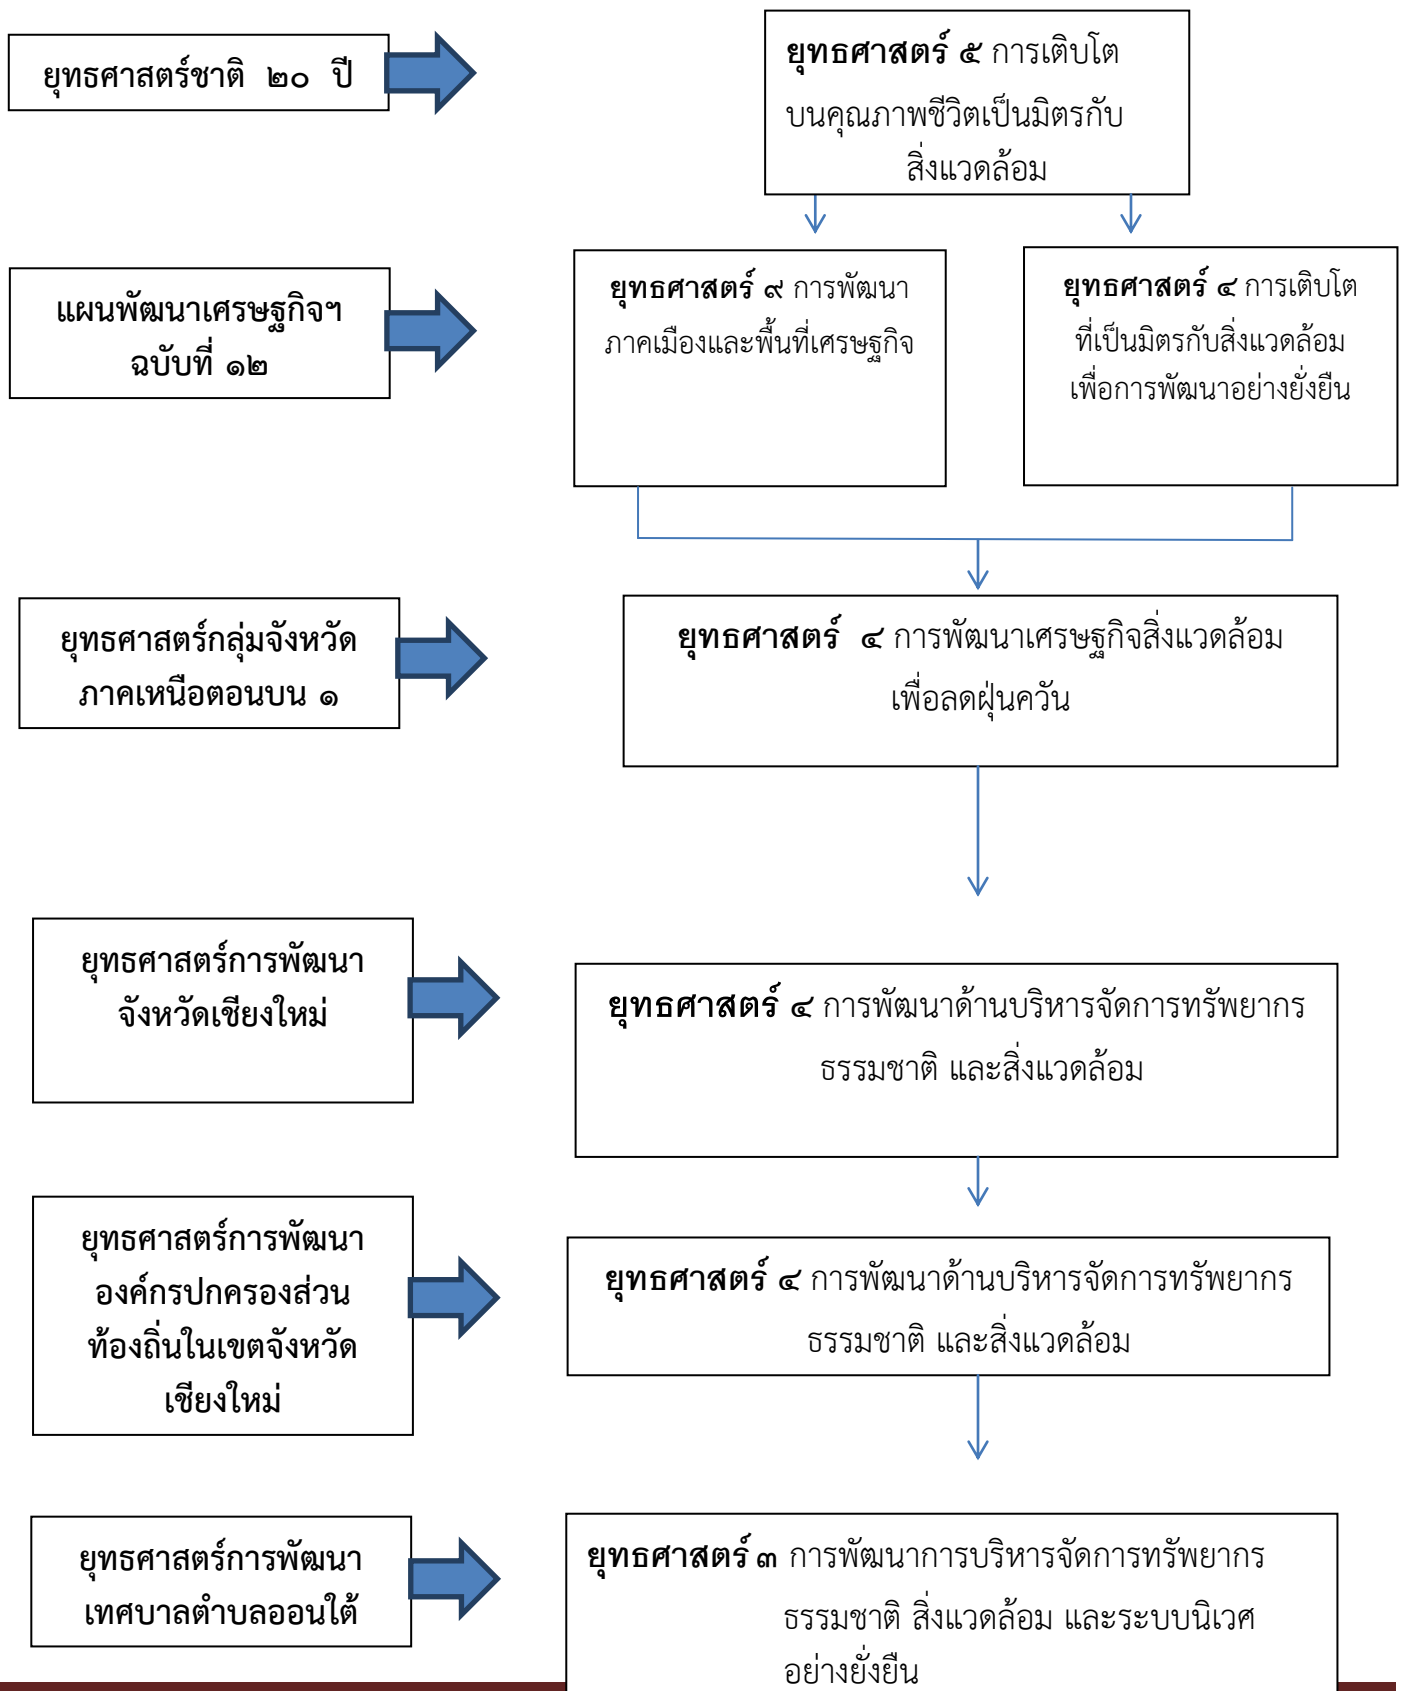 ยุทธศาสตร์ชาติ ๒๐ ปี
ยุทธศาสตร์ ๕ การเติบโต
บนคุณภาพชีวิตเป็นมิตรกับ
สิ่งแวดล้อม
แผนพัฒนาเศรษฐกิจฯ
ฉบับที่ ๑๒
ยุทธศาสตร์ ๙ การพัฒนา
ภาคเมืองและพื้นที่เศรษฐกิจ
ยุทธศาสตร์ ๔ การเติบโต
ที่เป็นมิตรกับสิ่งแวดล้อม
เพื่อการพัฒนาอย่างยั่งยืน
ยุทธศาสตร์กลุ่มจังหวัด
ภาคเหนือตอนบน ๑
ยุทธศาสตร์ ๔ การพัฒนาเศรษฐกิจสิ่งแวดล้อม
เพื่อลดฝุ่นควัน
ยุทธศาสตร์การพัฒนา
จังหวัดเชียงใหม่
ยุทธศาสตร์ ๔ การพัฒนาด้านบริหารจัดการทรัพยากร
ธรรมชาติ และสิ่งแวดล้อม
ยุทธศาสตร์การพัฒนา
องค์กรปกครองส่วน
ท้องถิ่นในเขตจังหวัด
เชียงใหม่
ยุทธศาสตร์ ๔ การพัฒนาด้านบริหารจัดการทรัพยากร
ธรรมชาติ และสิ่งแวดล้อม
ยุทธศาสตร์การพัฒนา
เทศบาลตำบลออนใต้
ยุทธศาสตร์ ๓ การพัฒนาการบริหารจัดการทรัพยากร
ธรรมชาติ สิ่งแวดล้อม และระบบนิเวศ
อย่างยั่งยืน